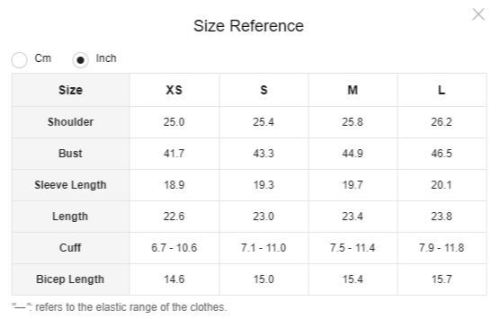 Size Reference
Cm Inch
Size XS S M L
Shoulder 25.0 25.4 25.8 26.2
Bust 41.7 43.3 44.9 46.5
Sleeve Length 18.9 19.3 19.7 20.1
Length 22.6 23.0 23.4 23.8
Cuff 6.7 - 10.6 7.1 - 11.0 7.5 - 11.4 7.9 - 11.8
Bicep Length 14.6 15.0 15.4 15.7
"—": refers to the elastic range of the clothes.